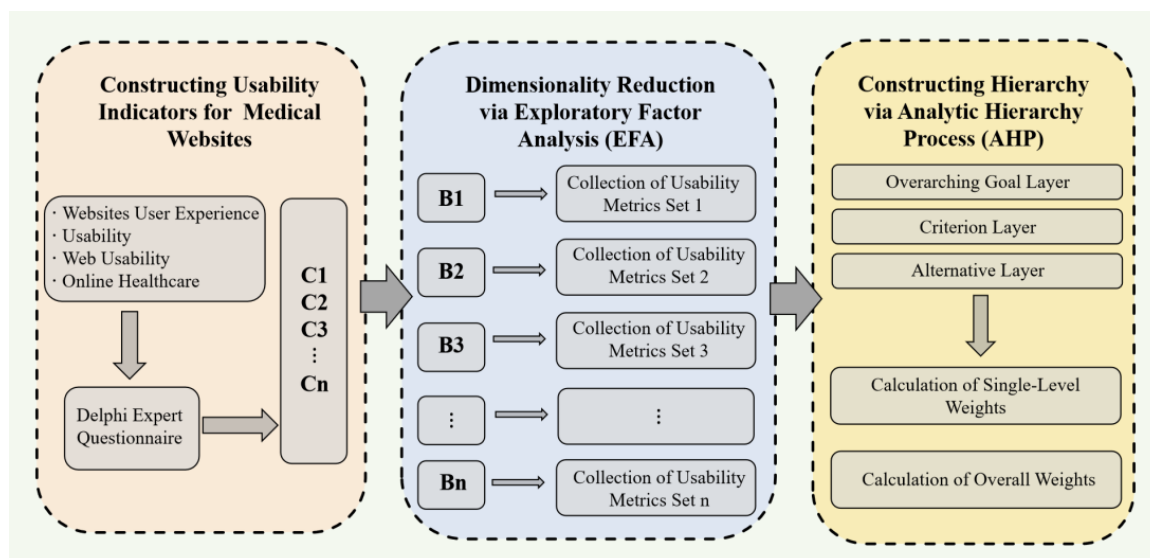 Constructing Usability
Indicators for Medical
Websites
· Websites User Experience
· Usability
· Web Usability
· Online Healthcare
Delphi Expert
Questionnaire
C1
C2
C3
⋮
Cn
Dimensionality Reduction
via Exploratory Factor
Analysis (EFA)
B1
Collection of Usability
Metrics Set 1
B2
Collection of Usability
Metrics Set 2
B3
Collection of Usability
Metrics Set 3
⋮
⋮
Bn
Collection of Usability
Metrics Set n
Constructing Hierarchy
via Analytic Hierarchy
Process (AHP)
Overarching Goal Layer
Criterion Layer
Alternative Layer
Calculation of Single-Level
Weights
Calculation of Overall Weights